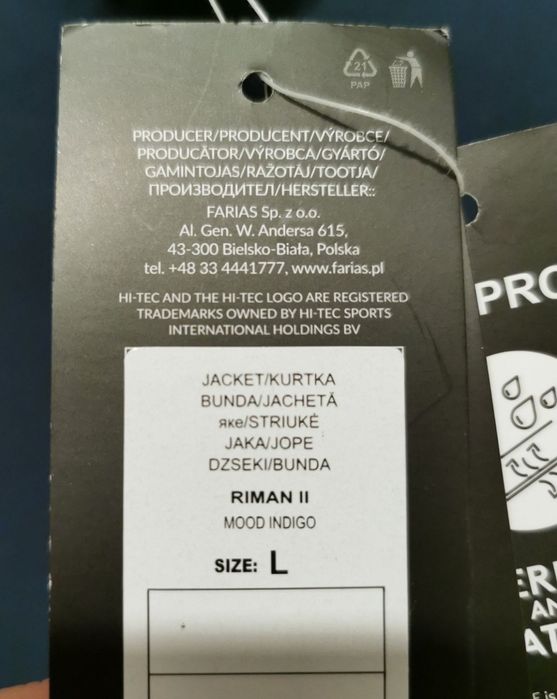 21
PAP
PRODUCER/PRODUCENT/VÝROBCE/
PRODUCĂTOR/VÝROBCA/GYÁRTÓ/
GAMINTOJAS/RAŽOTĀJ/TOOTJA/
ПРОИЗВОДИТЕЛ/HERSTELLER::
FARIAS Sp. z o.o.
Al. Gen. W. Andersa 615,
43-300 Bielsko-Biała, Polska
tel. +48 33 4441777, www.farias.pl
HI-TEC AND THE HI-TEC LOGO ARE REGISTERED
TRADEMARKS OWNED BY HI-TEC SPORTS
INTERNATIONAL HOLDINGS BV
JACKET/KURTKA
BUNDA/JACHETĂ
яке/STRIUKĖ
JAKA/JOPE
DZSEKI/BUNDA
RIMAN II
MOOD INDIGO
SIZE: L
PRO
AN